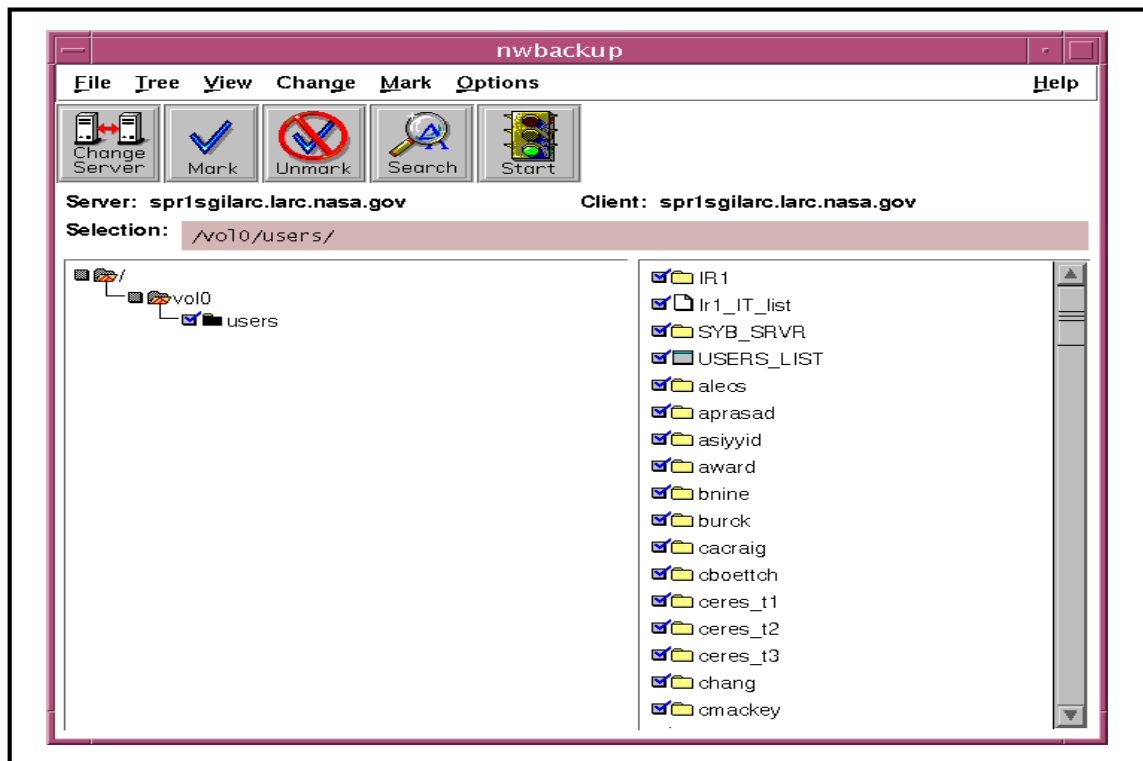 nwbackup
File Tree View Change Mark Options Help
Change Server
Mark
Unmark
Search
Start
Server: spr1sgilarc.larc.nasa.gov Client: spr1sgilarc.larc.nasa.gov
Selection: /vol0/users/
/
vol0
users
IR1
Ir1_IT_list
SYB_SRVR
USERS_LIST
alecs
aprasad
asiyyid
award
bnine
burck
cacraig
cboettch
ceres_t1
ceres_t2
ceres_t3
chang
cmackey